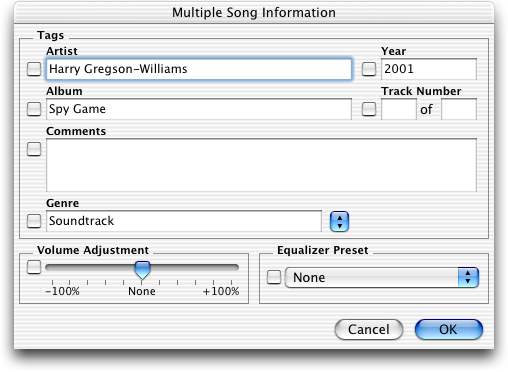 Multiple Song Information
Tags
Artist Year
Harry Gregson-Williams 2001
Album Track Number
Spy Game of
Comments
Genre
Soundtrack
Volume Adjustment Equalizer Preset
None
-100% None +100%
Cancel OK